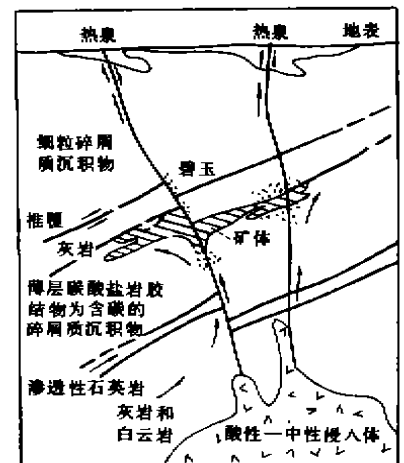 热泉
热泉
地表
细粒碎屑
质沉积物
碧玉
推覆
灰岩
矿体
薄层碳酸盐岩胶
结物为含碳的
碎屑质沉积物
渗透性石英岩
灰岩和
白云岩
酸性—中性侵入体